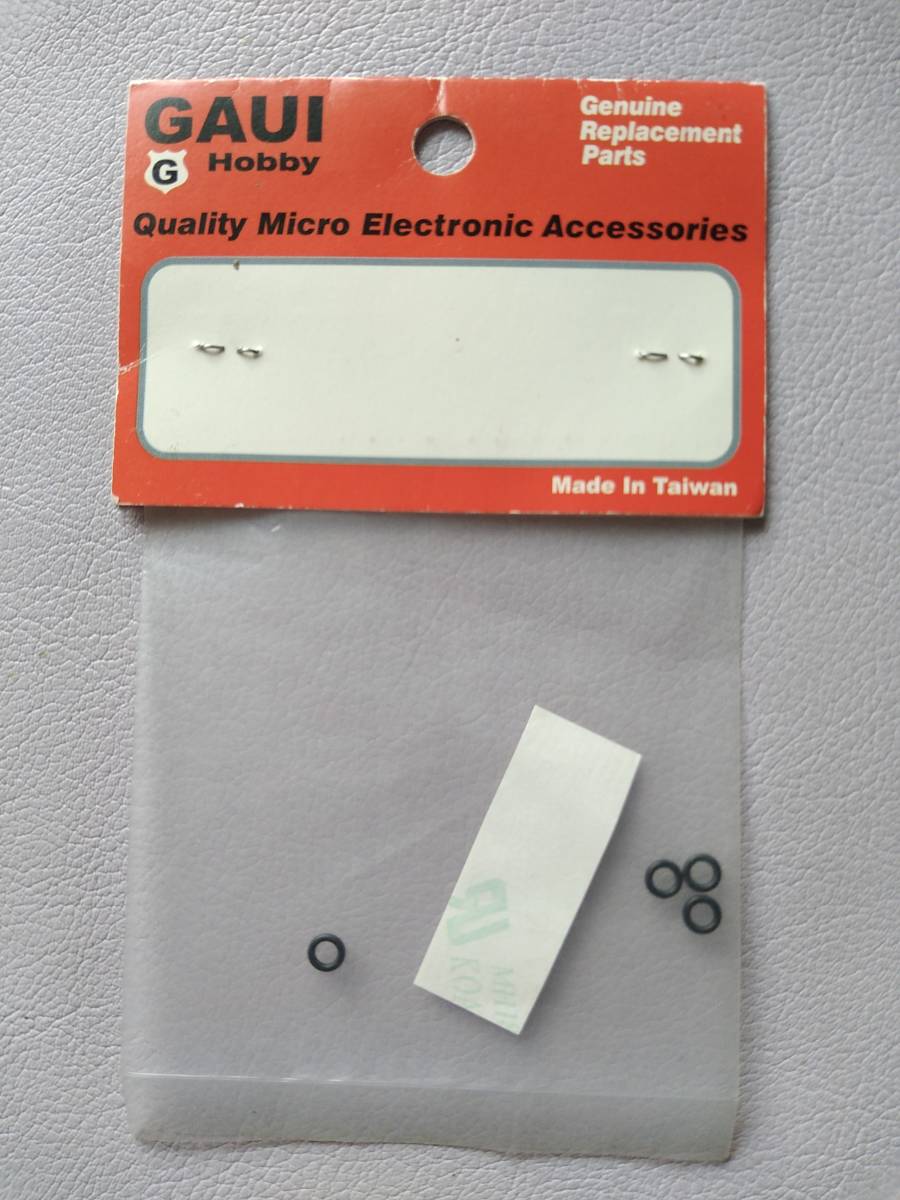 GAUI
G Hobby
Genuine
Replacement
Parts
Quality Micro Electronic Accessories
Made In Taiwan